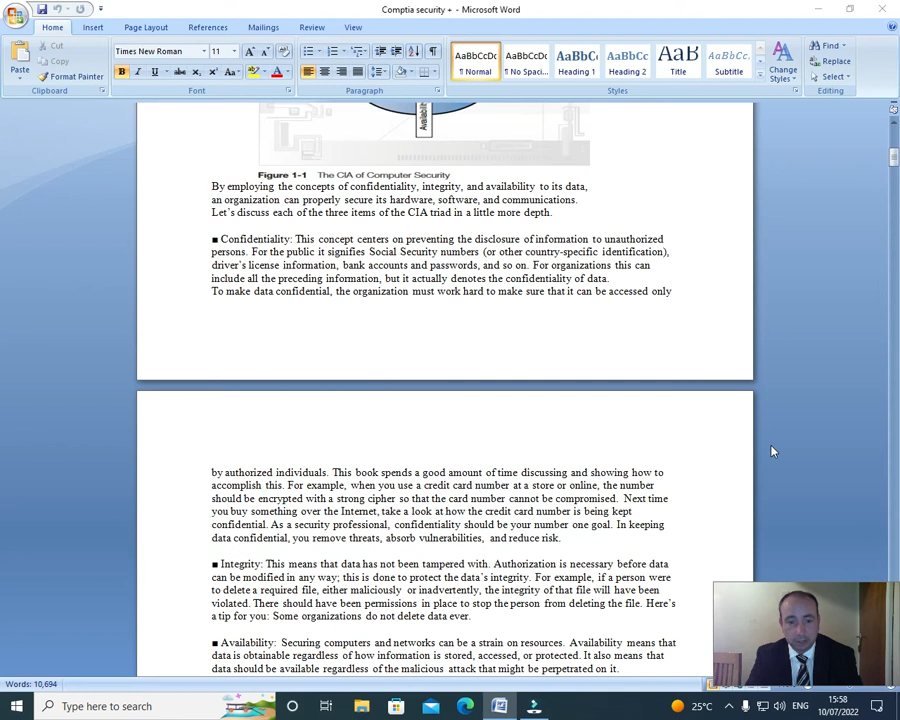 Comptia security + - Microsoft Word
Home Insert Page Layout References Mailings Review View
Paste
Cut
Copy
Format Painter
Clipboard
Times New Roman 11
Font
Paragraph
AaBbCcDc AaBbCcDc AaBbC AaBbCc AaB AaBbCc
¶ Normal ¶ No Spaci... Heading 1 Heading 2 Title Subtitle
Change Styles
Styles
Find
Replace
Select
Editing
Availability
Figure 1-1 The CIA of Computer Security
By employing the concepts of confidentiality, integrity, and availability to its data,
an organization can properly secure its hardware, software, and communications.
Let's discuss each of the three items of the CIA triad in a little more depth.
■ Confidentiality: This concept centers on preventing the disclosure of information to unauthorized
persons. For the public it signifies Social Security numbers (or other country-specific identification),
driver's license information, bank accounts and passwords, and so on. For organizations this can
include all the preceding information, but it actually denotes the confidentiality of data.
To make data confidential, the organization must work hard to make sure that it can be accessed only
by authorized individuals. This book spends a good amount of time discussing and showing how to
accomplish this. For example, when you use a credit card number at a store or online, the number
should be encrypted with a strong cipher so that the card number cannot be compromised. Next time
you buy something over the Internet, take a look at how the credit card number is being kept
confidential. As a security professional, confidentiality should be your number one goal. In keeping
data confidential, you remove threats, absorb vulnerabilities, and reduce risk.
■ Integrity: This means that data has not been tampered with. Authorization is necessary before data
can be modified in any way; this is done to protect the data's integrity. For example, if a person were
to delete a required file, either maliciously or inadvertently, the integrity of that file will have been
violated. There should have been permissions in place to stop the person from deleting the file. Here's
a tip for you: Some organizations do not delete data ever.
■ Availability: Securing computers and networks can be a strain on resources. Availability means that
data is obtainable regardless of how information is stored, accessed, or protected. It also means that
data should be available regardless of the malicious attack that might be perpetrated on it.
Words: 10,694
Type here to search
25°C
ENG
15:58
10/07/2022